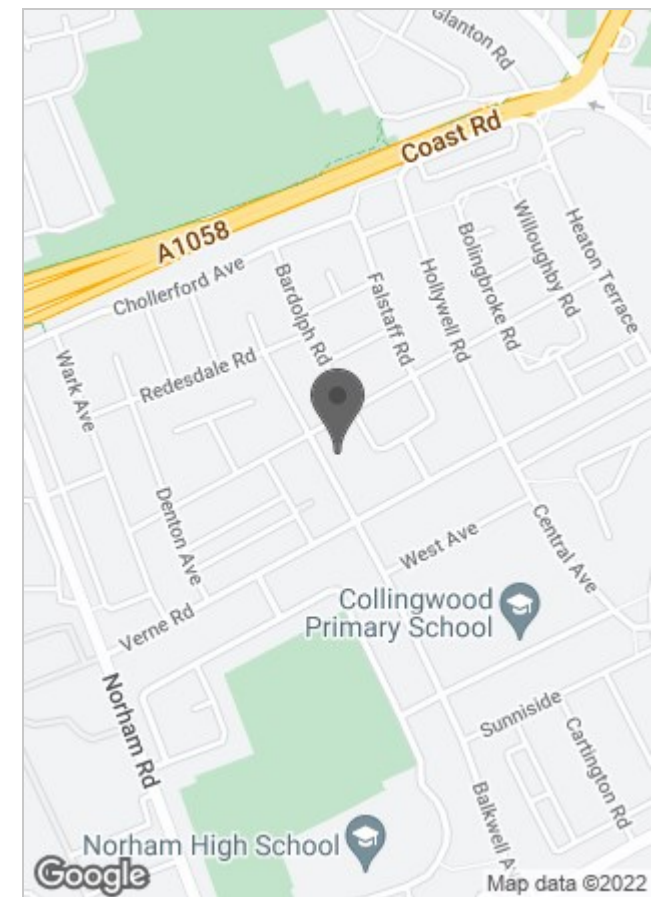 Glanton Rd
Coast Rd
A1058
Chollerford Ave
Bardolph Rd
Falstaff Rd
Hollywell Rd
Bolingbroke Rd
Willoughby Rd
Heaton Terrace
Wark Ave
Redesdale Rd
Denton Ave
West Ave
Central Ave
Verne Rd
Collingwood
Primary School
Norham Rd
Sunniside
Cartington Rd
Balkwell A
Norham High School
Google
Map data ©2022